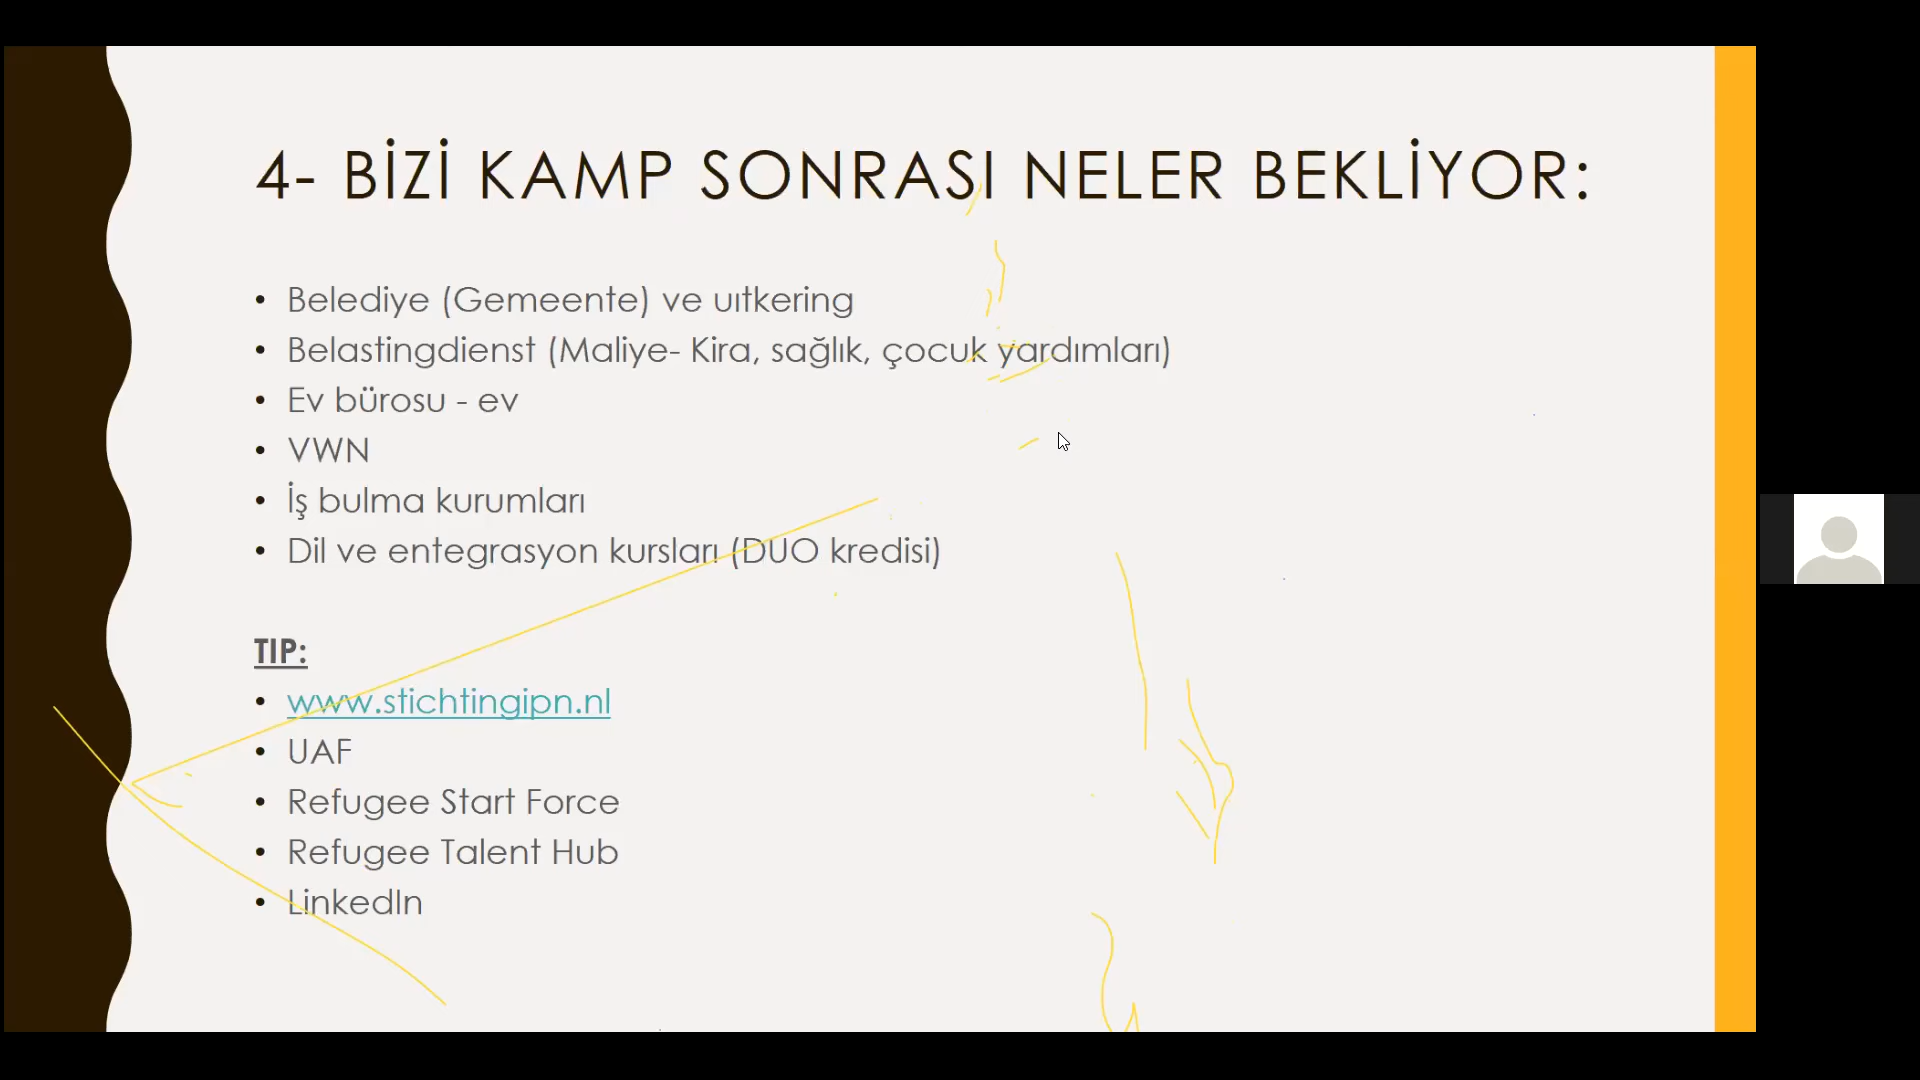 4- BİZİ KAMP SONRASI NELER BEKLİYOR:
• Belediye (Gemeente) ve uıtkering
• Belastingdienst (Maliye- Kira, sağlık, çocuk yardımları)
• Ev bürosu - ev
• VWN
• İş bulma kurumları
• Dil ve entegrasyon kursları (DUO kredisi)
TIP:
• www.stichtingipn.nl
• UAF
• Refugee Start Force
• Refugee Talent Hub
• LinkedIn